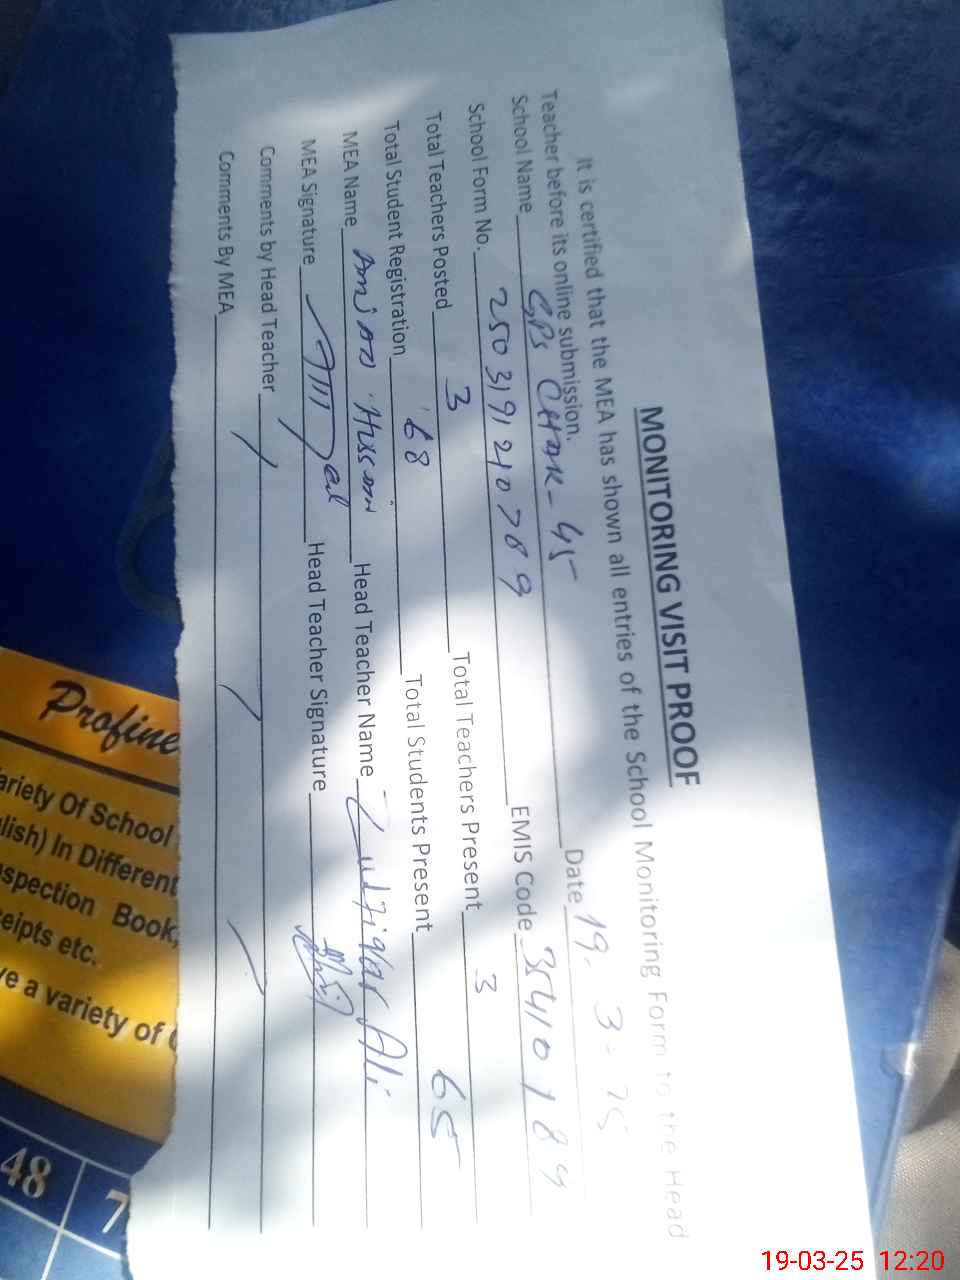 MONITORING VISIT PROOF
It is certified that the MEA has shown all entries of the School Monitoring Form to the Head
Teacher before its online submission.
School Name GPS CHAK-45 Date 19-3-25
School Form No. 2503191210789 EMIS Code 35410189
Total Teachers Posted 3 Total Teachers Present 3
Total Student Registration 68 Total Students Present 65
MEA Name Amjad Hussain Head Teacher Name Zulfiqar Ali
MEA Signature Head Teacher Signature
Comments by Head Teacher
Comments By MEA
Profine
ariety Of School
lish) In Different
spection Book,
eipts etc.
ve a variety of
48 7
19-03-25 12:20